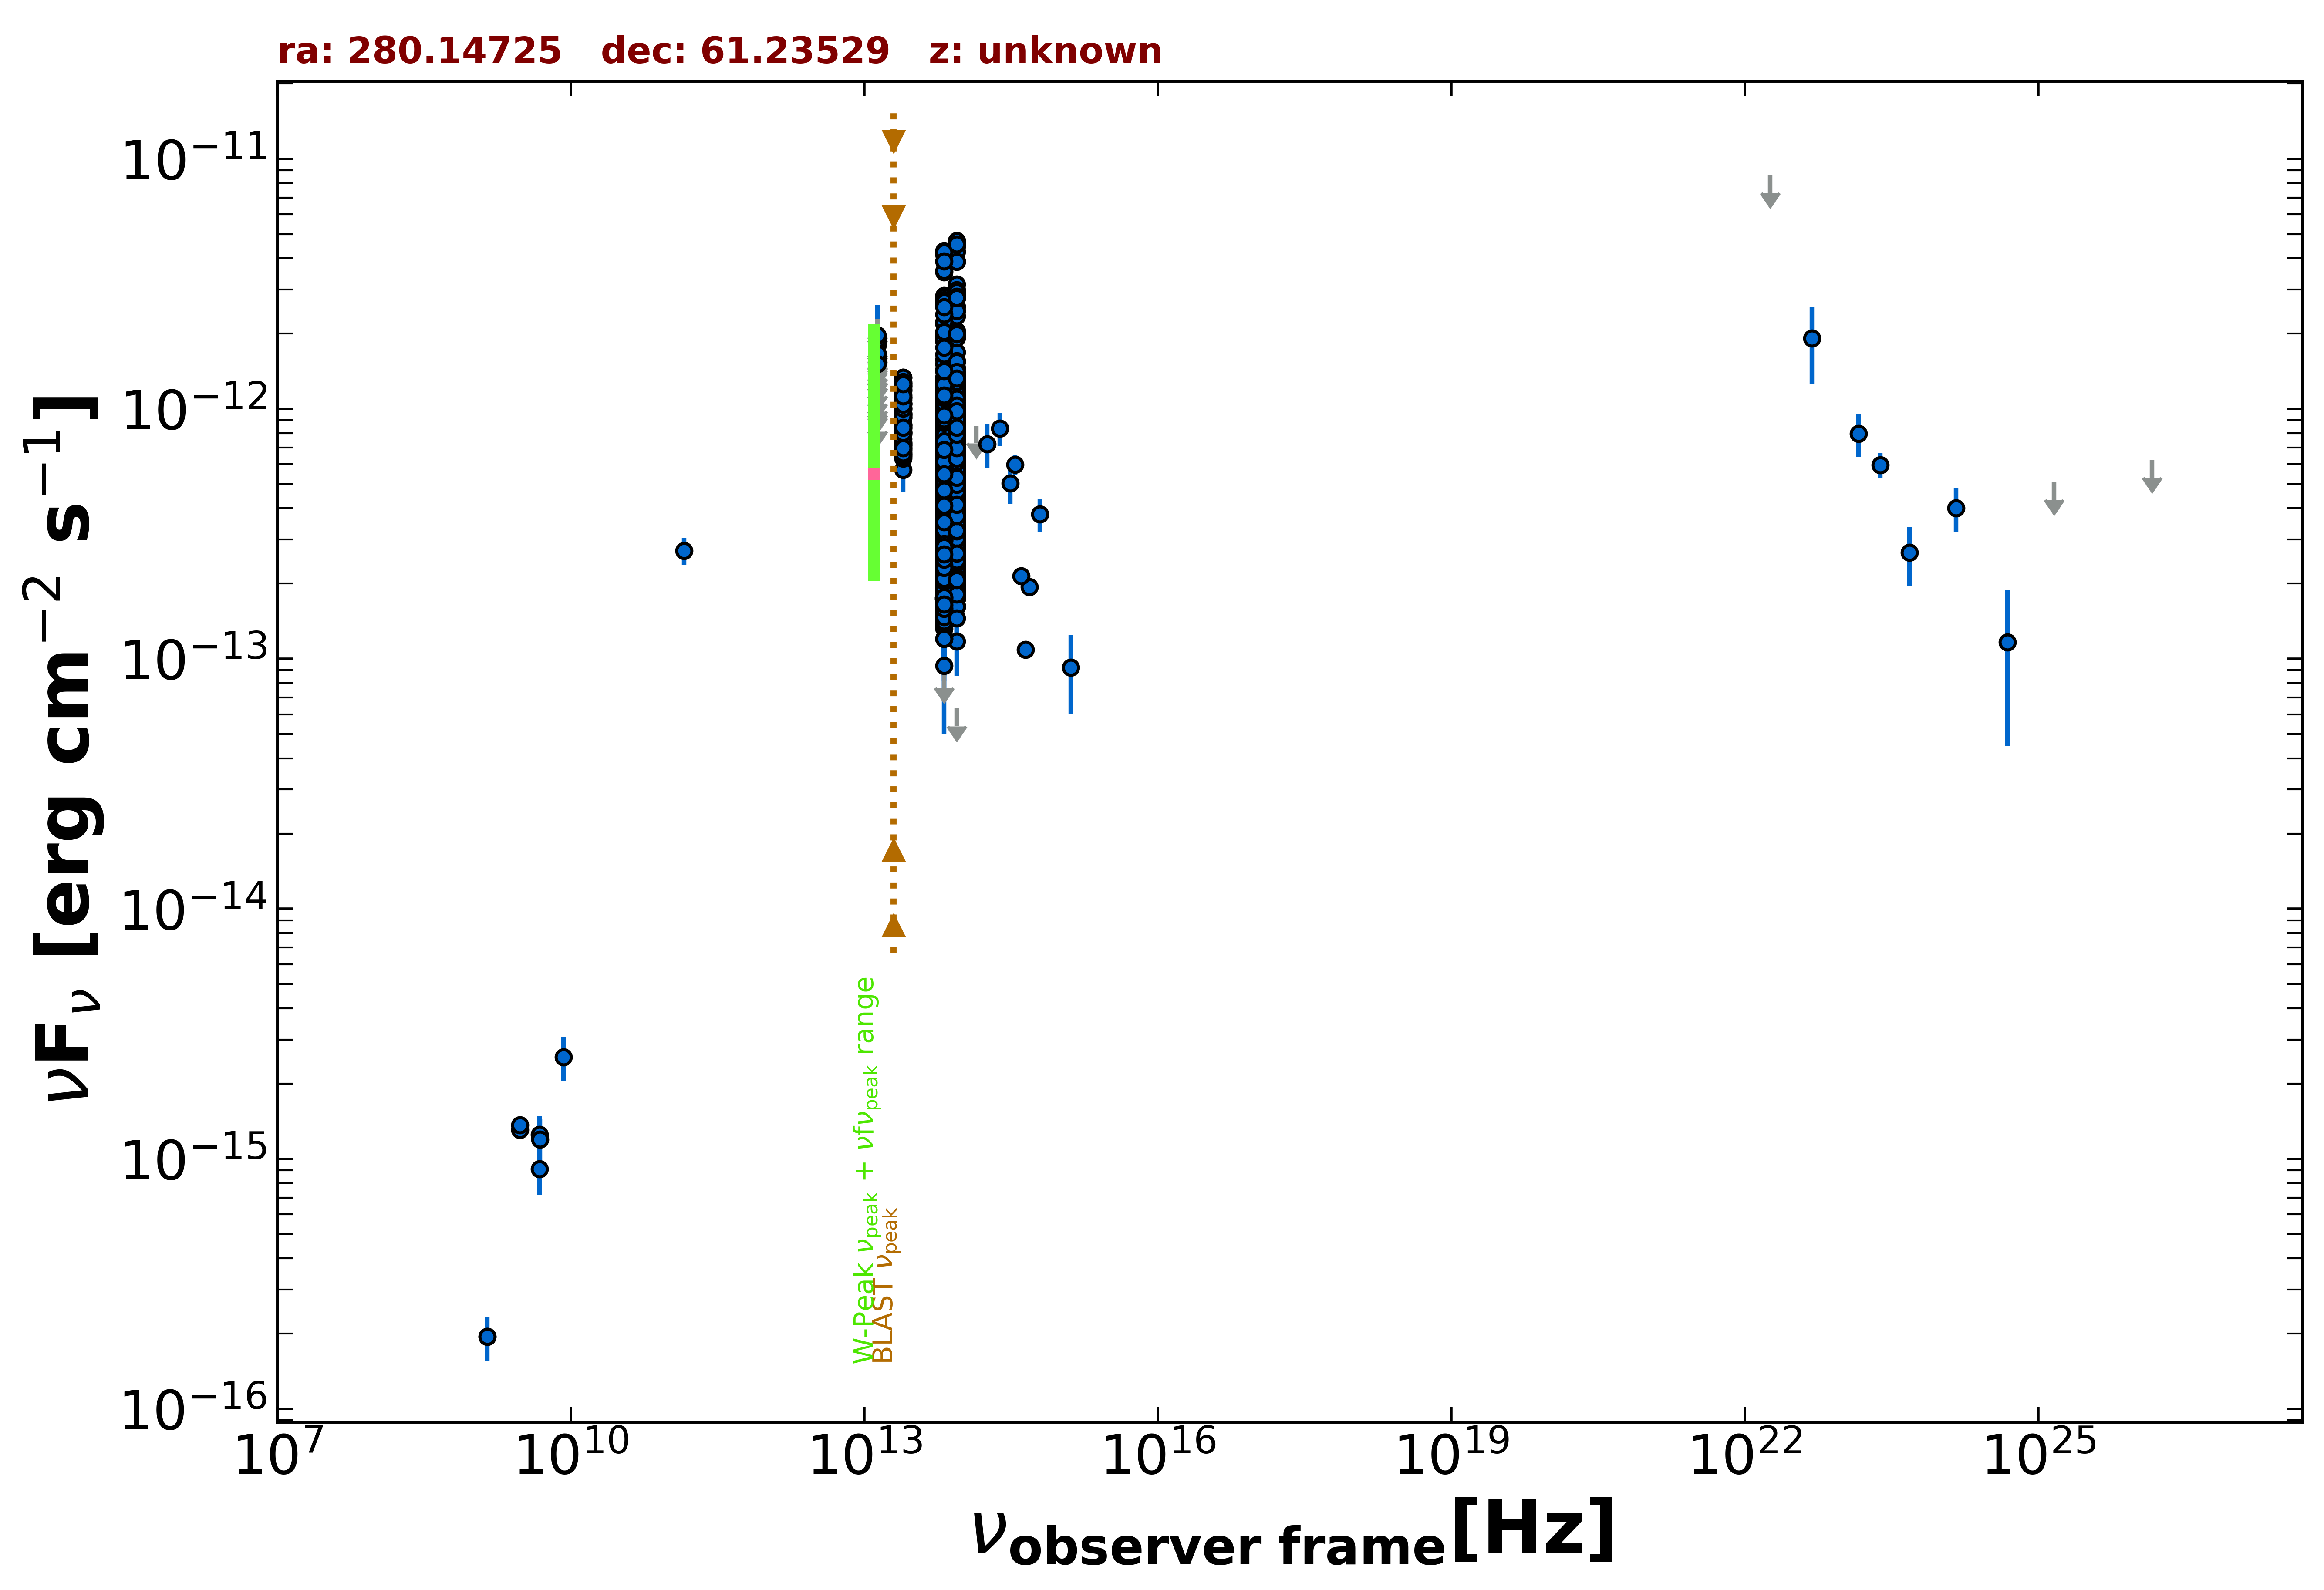 ra: 280.14725 dec: 61.23529 z: unknown
νFν [erg cm−2 s−1]
10−11
10−12
10−13
10−14
10−15
10−16
W-Peak νpeak + νfνpeak range
BLAST νpeak
107 1010 1013 1016 1019 1022 1025
νobserver frame[Hz]